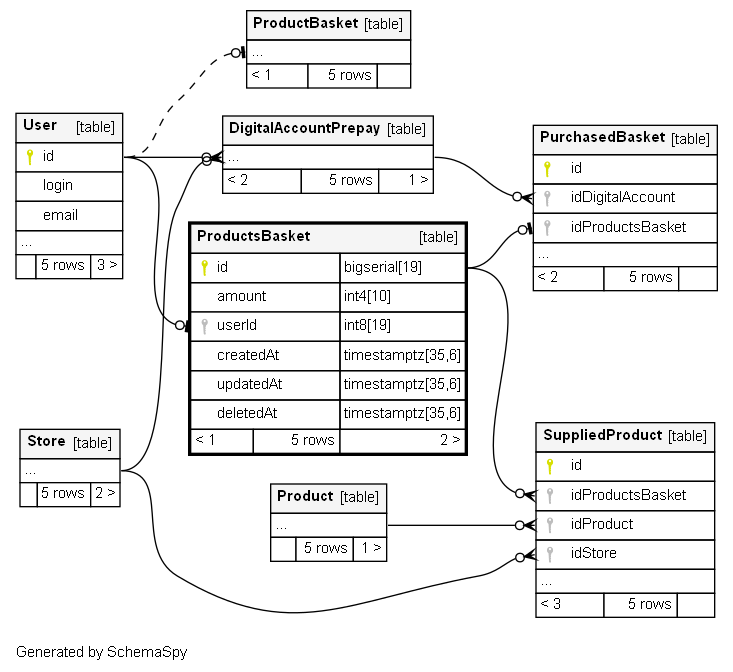 ProductBasket [table]
...
< 1 5 rows
User [table]
id
login
email
...
5 rows 3 >
DigitalAccountPrepay [table]
...
< 2 5 rows 1 >
PurchasedBasket [table]
id
idDigitalAccount
idProductsBasket
...
< 2 5 rows
ProductsBasket [table]
id bigserial[19]
amount int4[10]
userId int8[19]
createdAt timestamptz[35,6]
updatedAt timestamptz[35,6]
deletedAt timestamptz[35,6]
< 1 5 rows 2 >
Store [table]
...
5 rows 2 >
Product [table]
...
5 rows 1 >
SuppliedProduct [table]
id
idProductsBasket
idProduct
idStore
...
< 3 5 rows
Generated by SchemaSpy